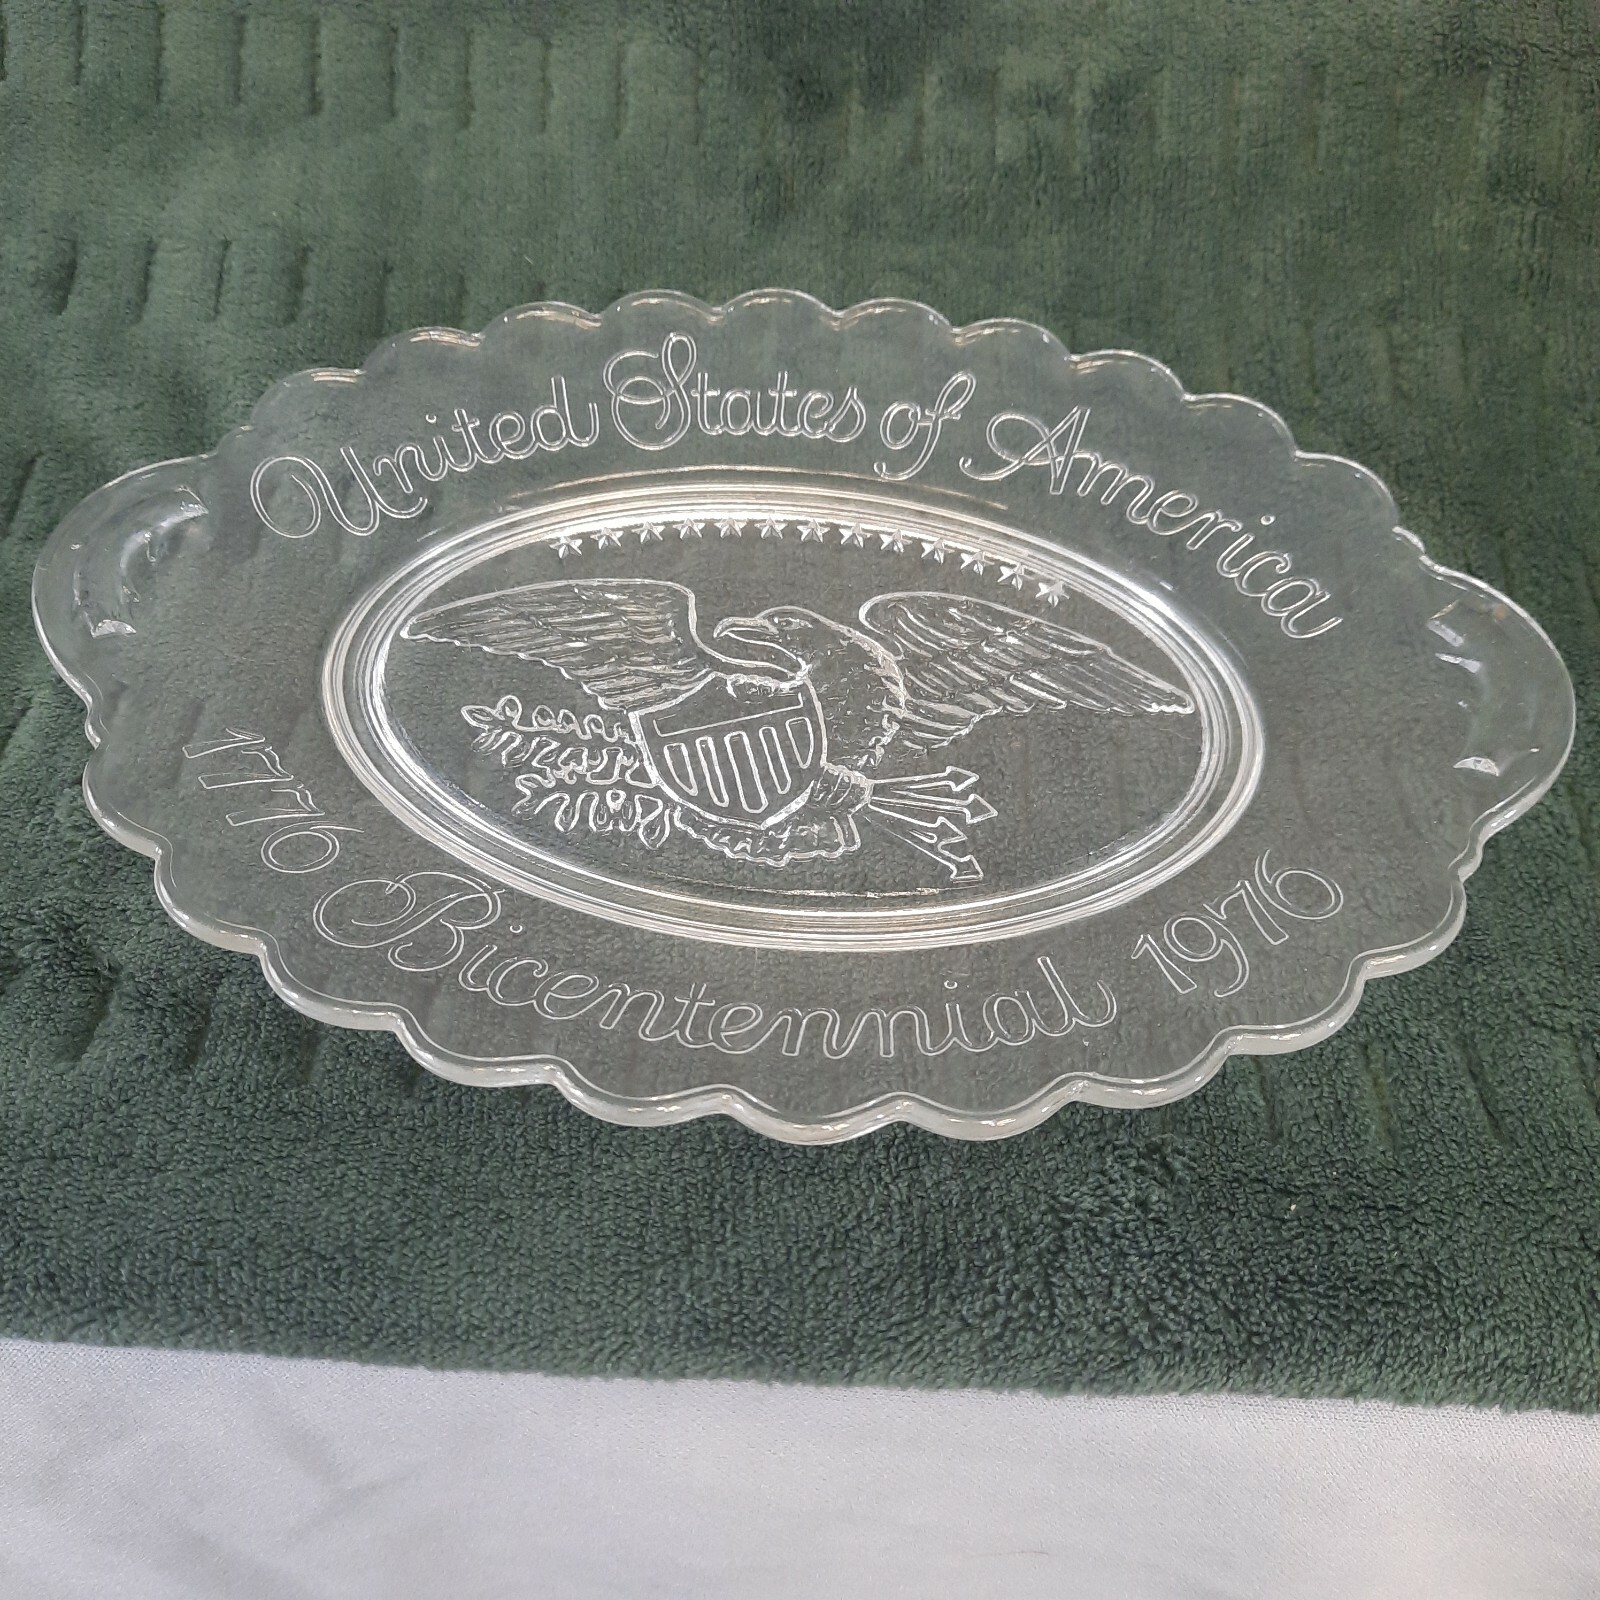 United States of America
1776 Bicentennial 1976